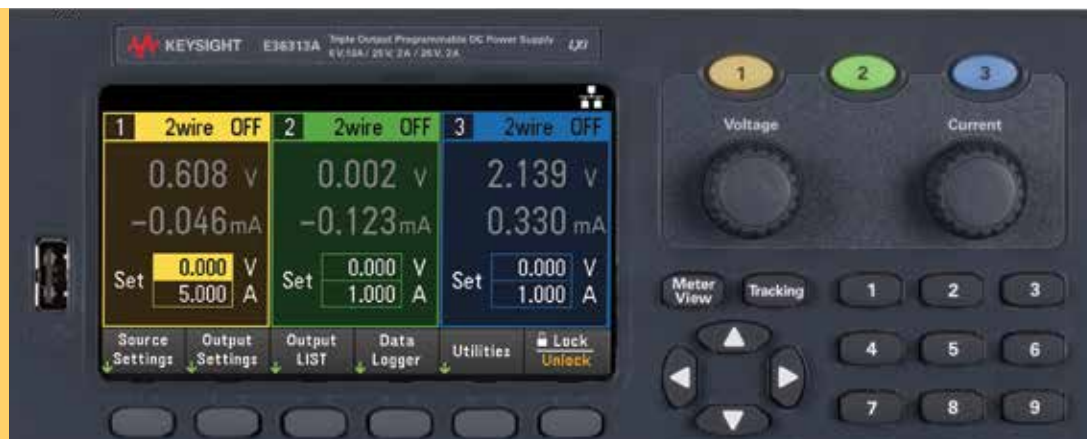 KEYSIGHT E36313A Triple Output Programmable DC Power Supply LXI
6V, 10A / 25V, 2A / 25V, 2A
1 2 3
1 2wire OFF 2 2wire OFF 3 2wire OFF
Voltage Current
0.608 V 0.002 V 2.139 V
-0.046mA -0.123mA 0.330 mA
Set 0.000 V Set 0.000 V Set 0.000 V
5.000 A 1.000 A 1.000 A
Meter View Tracking 1 2 3
Source Settings Output Settings Output LIST Data Logger Utilities Lock Unlock
4 5 6
7 8 9